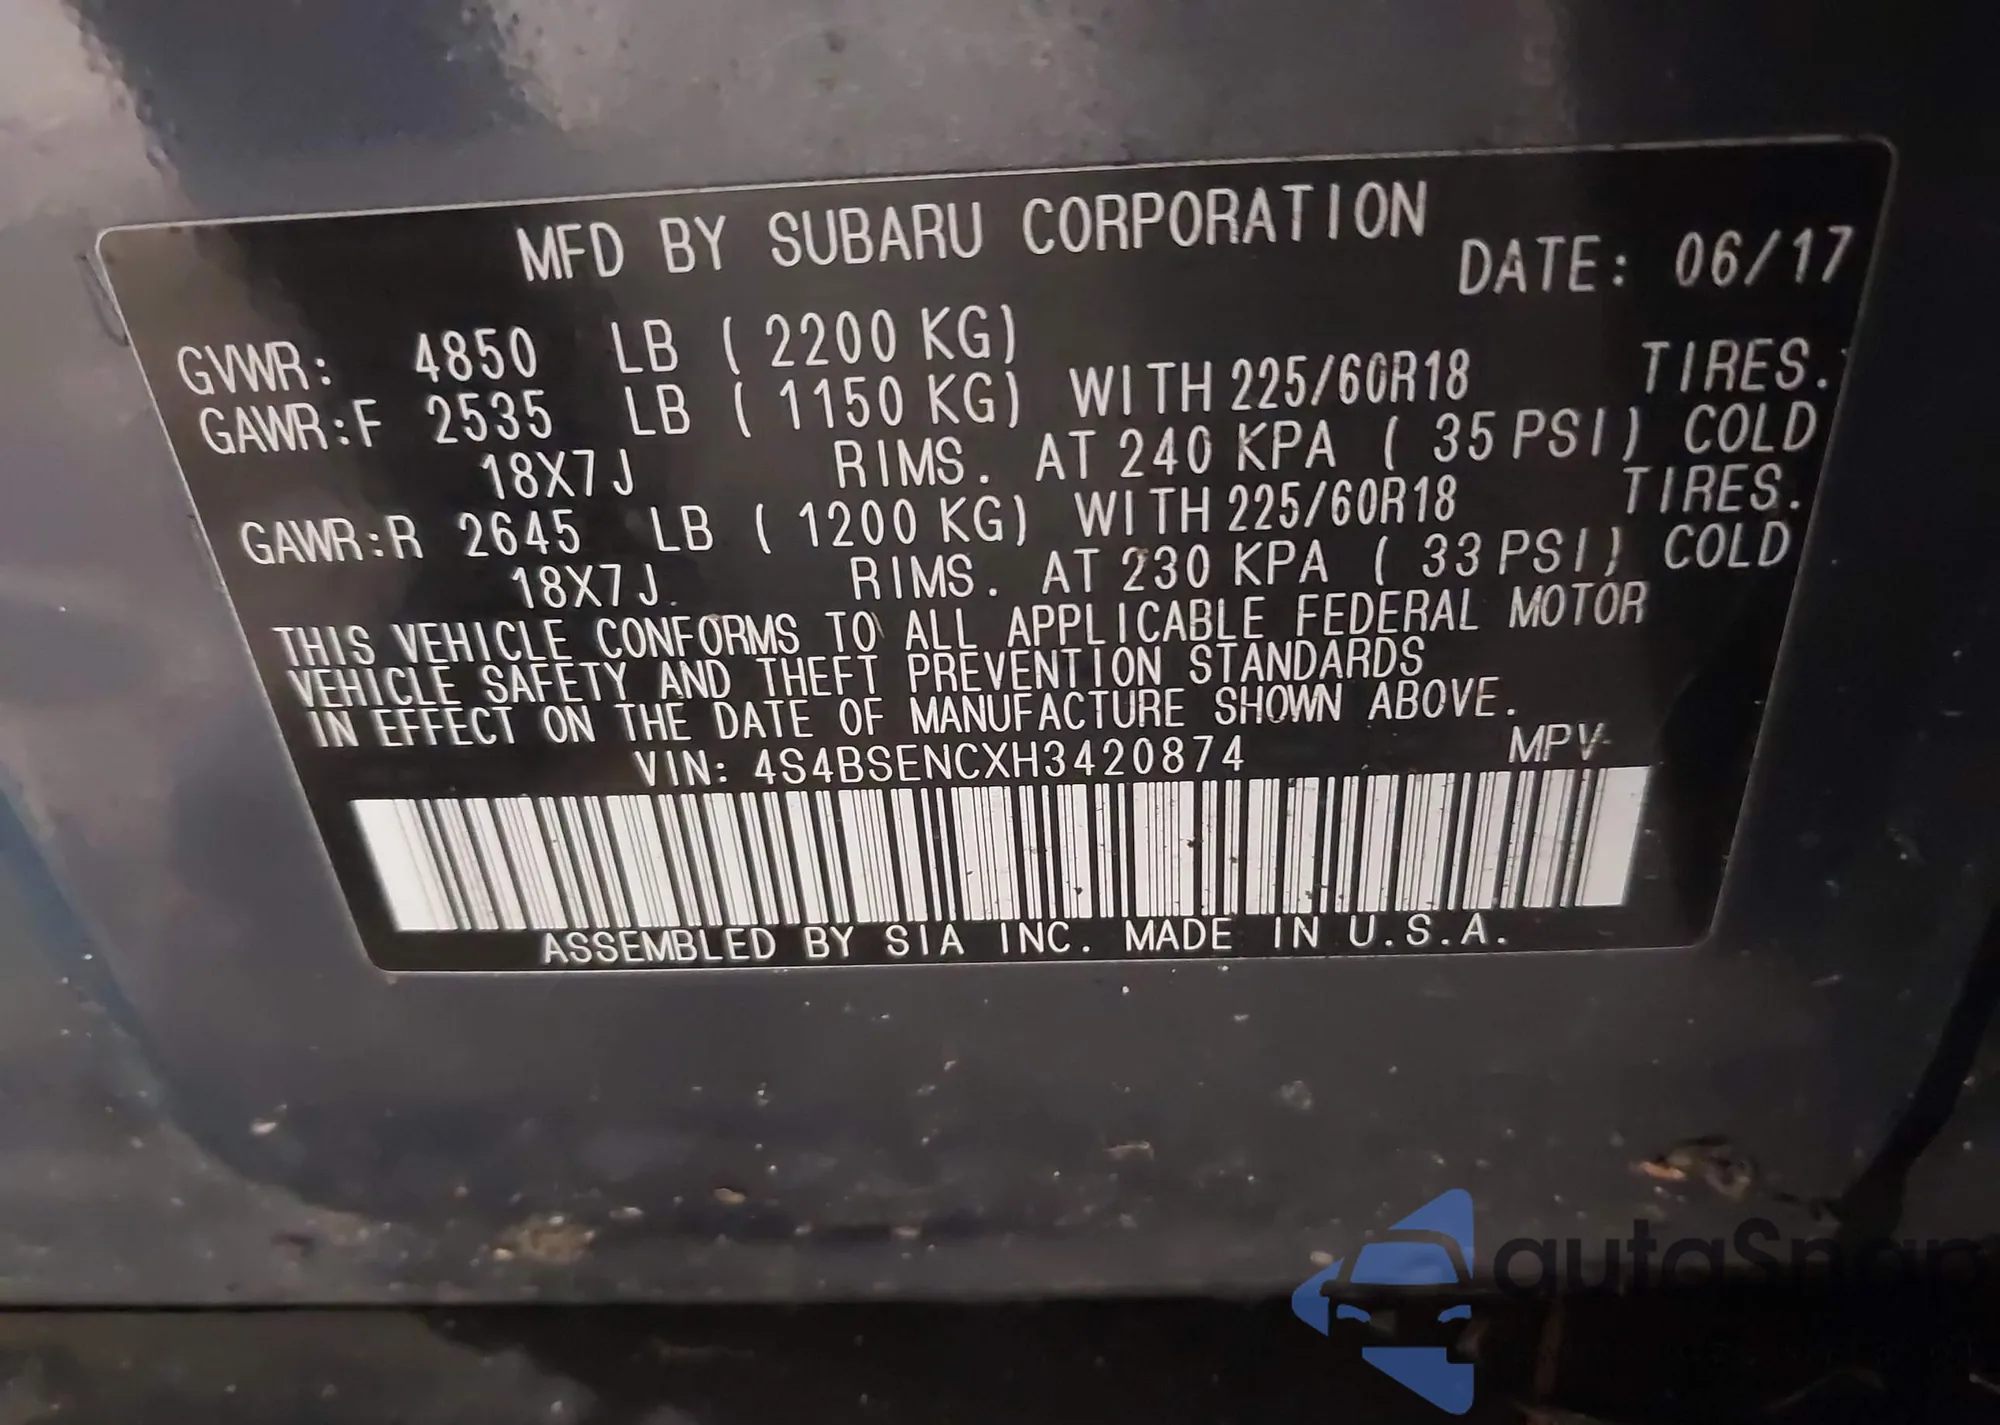 MFD BY SUBARU CORPORATION
DATE: 06/17
GVWR: 4850 LB ( 2200 KG)
GAWR:F 2535 LB ( 1150 KG) WITH 225/60R18 TIRES.
18X7J RIMS. AT 240 KPA ( 35 PSI) COLD
GAWR:R 2645 LB ( 1200 KG) WITH 225/60R18 TIRES.
18X7J RIMS. AT 230 KPA ( 33 PSI) COLD
THIS VEHICLE CONFORMS TO ALL APPLICABLE FEDERAL MOTOR
VEHICLE SAFETY AND THEFT PREVENTION STANDARDS
IN EFFECT ON THE DATE OF MANUFACTURE SHOWN ABOVE.
VIN: 4S4BSENCXH3420874 MPV
ASSEMBLED BY SIA INC. MADE IN U.S.A.
autaSnap